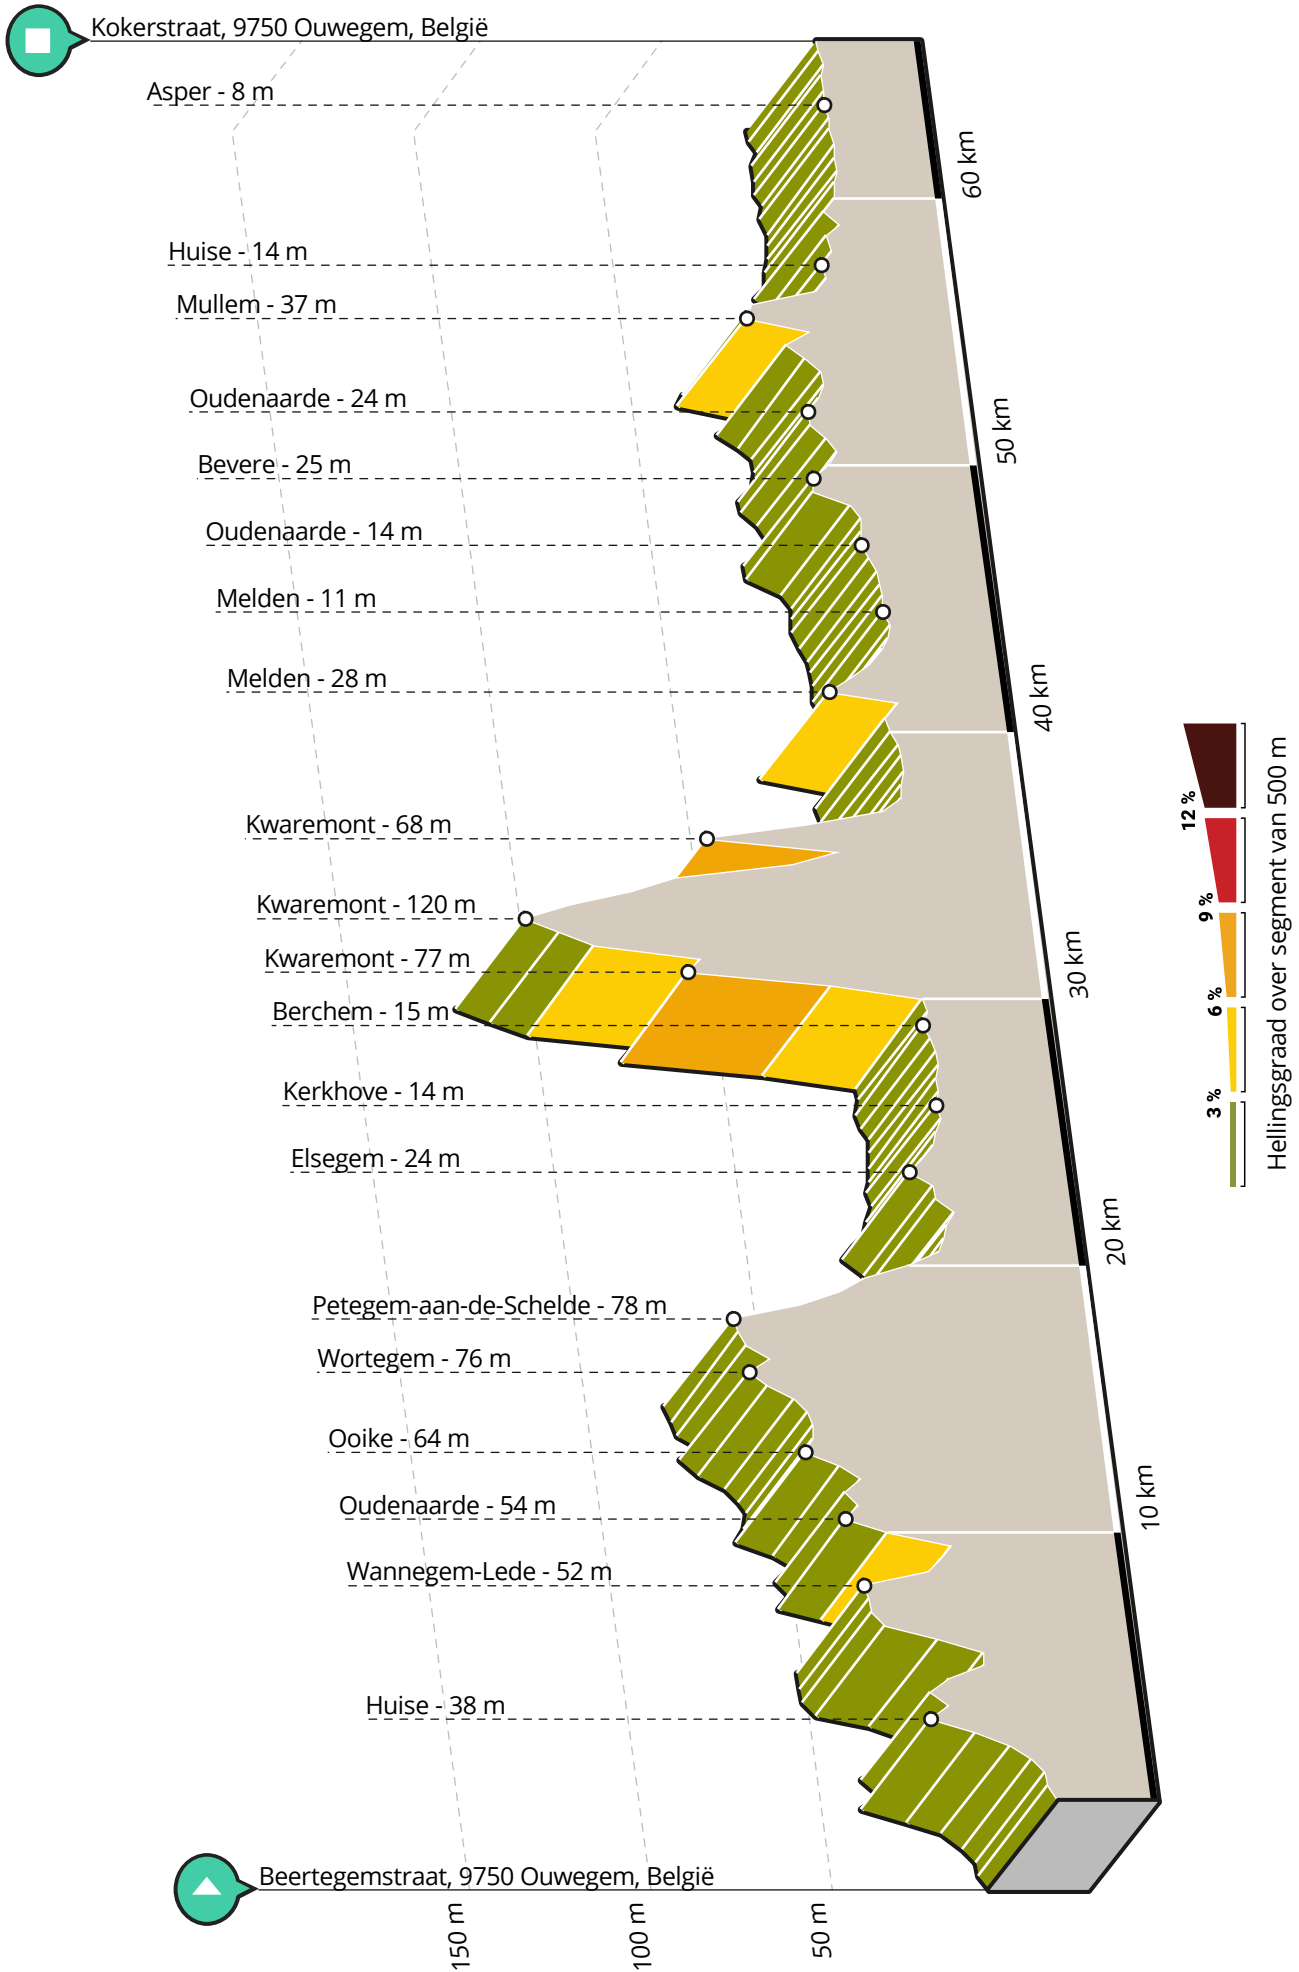 Kokerstraat, 9750 Ouwegem, België
Asper - 8 m
Huise - 14 m
Mullem - 37 m
Oudenaarde - 24 m
Bevere - 25 m
Oudenaarde - 14 m
Melden - 11 m
Melden - 28 m
Kwaremont - 68 m
Kwaremont - 120 m
Kwaremont - 77 m
Berchem - 15 m
Kerkhove - 14 m
Elsegem - 24 m
Petegem-aan-de-Schelde - 78 m
Wortegem - 76 m
Ooike - 64 m
Oudenaarde - 54 m
Wannegem-Lede - 52 m
Huise - 38 m
Beertegemstraat, 9750 Ouwegem, België
150 m
100 m
50 m
10 km
20 km
30 km
40 km
50 km
60 km
3 %
6 %
9 %
12 %
Hellingsgraad over segment van 500 m